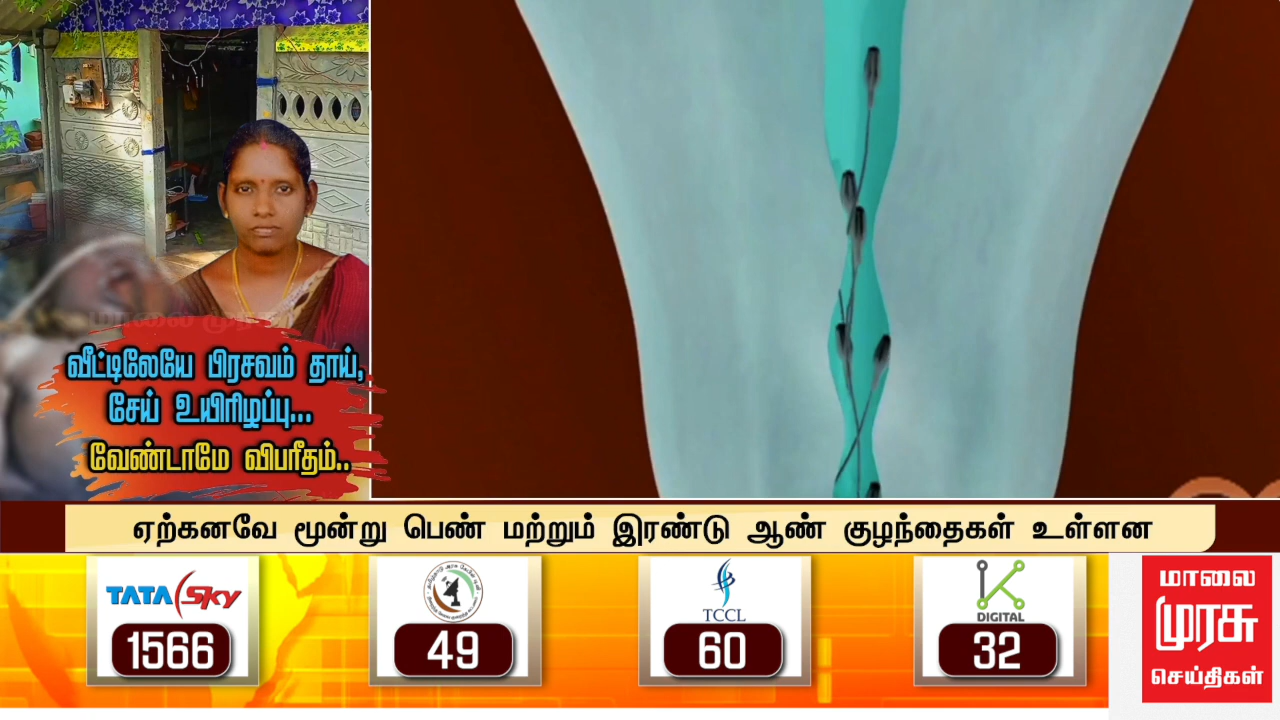 மாலை முர
வீட்டிலேயே பிரசவம் தாய்,
சேய் உயிரிழப்பு...
வேண்டாமே விபரீதம்..
ஏற்கனவே மூன்று பெண் மற்றும் இரண்டு ஆண் குழந்தைகள் உள்ளன
TATA Sky
1566
49
TCCL
60
DIGITAL
32
மாலை
முரசு
செய்திகள்